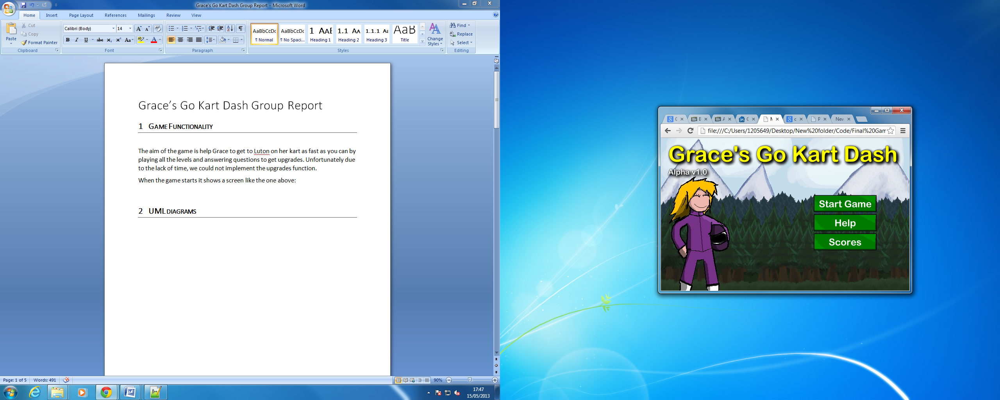 Grace's Go Kart Dash Group Report - Microsoft Word
Home Insert Page Layout References Mailings Review View
Paste
Cut
Copy
Format Painter
Clipboard
Calibri (Body) 14
Font
Paragraph
AaBbCcDc AaBbCcDc 1 AAE 1.1 AA 1.1.1 Aa AaB
¶ Normal ¶ No Spaci... Heading 1 Heading 2 Heading 3 Title
Change
Styles
Styles
Find
Replace
Select
Editing
Grace’s Go Kart Dash Group Report
1 GAME FUNCTIONALITY
The aim of the game is help Grace to get to Luton on her kart as fast as you can by
playing all the levels and answering questions to get upgrades. Unfortunately due
to the lack of time, we could not implement the upgrades function.
When the game starts it shows a screen like the one above:
2 UML DIAGRAMS
Page: 1 of 5 Words: 491
90%
17:47
15/05/2013
New
file:///C:/Users/1205649/Desktop/New%20folder/Code/Final%20Gam
Grace's Go Kart Dash
Alpha v1.0
Start Game
Help
Scores